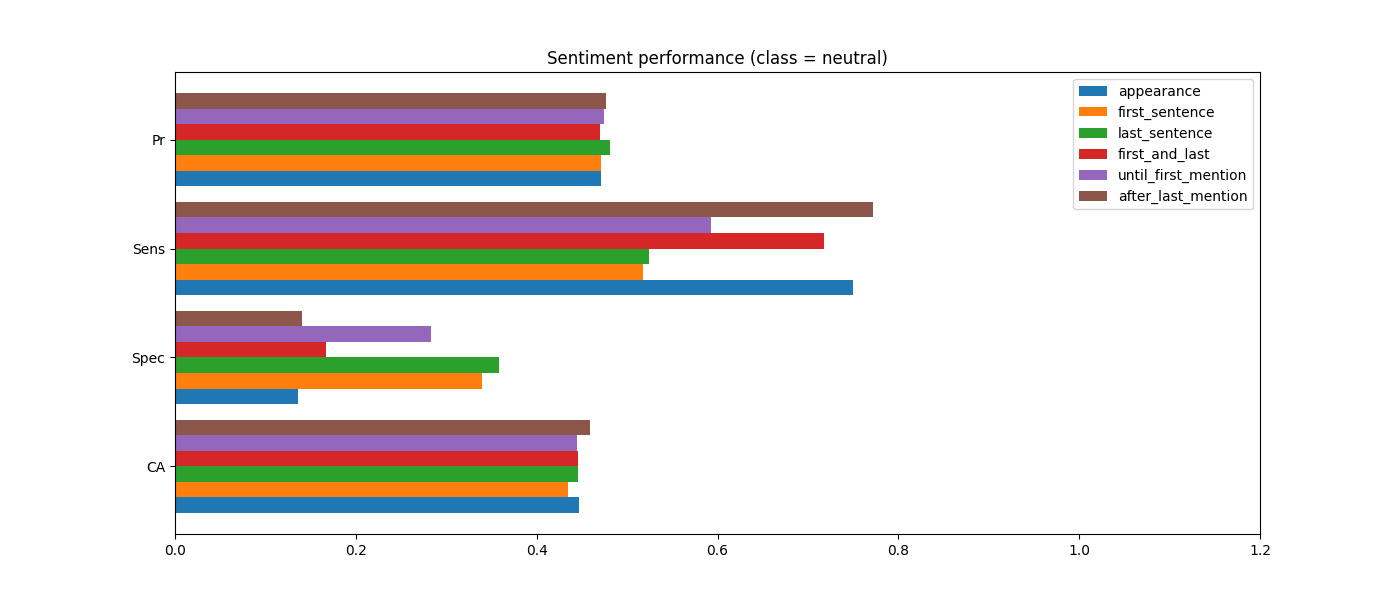 Sentiment performance (class = neutral)
appearance
first_sentence
last_sentence
first_and_last
until_first_mention
after_last_mention
Pr
Sens
Spec
CA
0.0 0.2 0.4 0.6 0.8 1.0 1.2